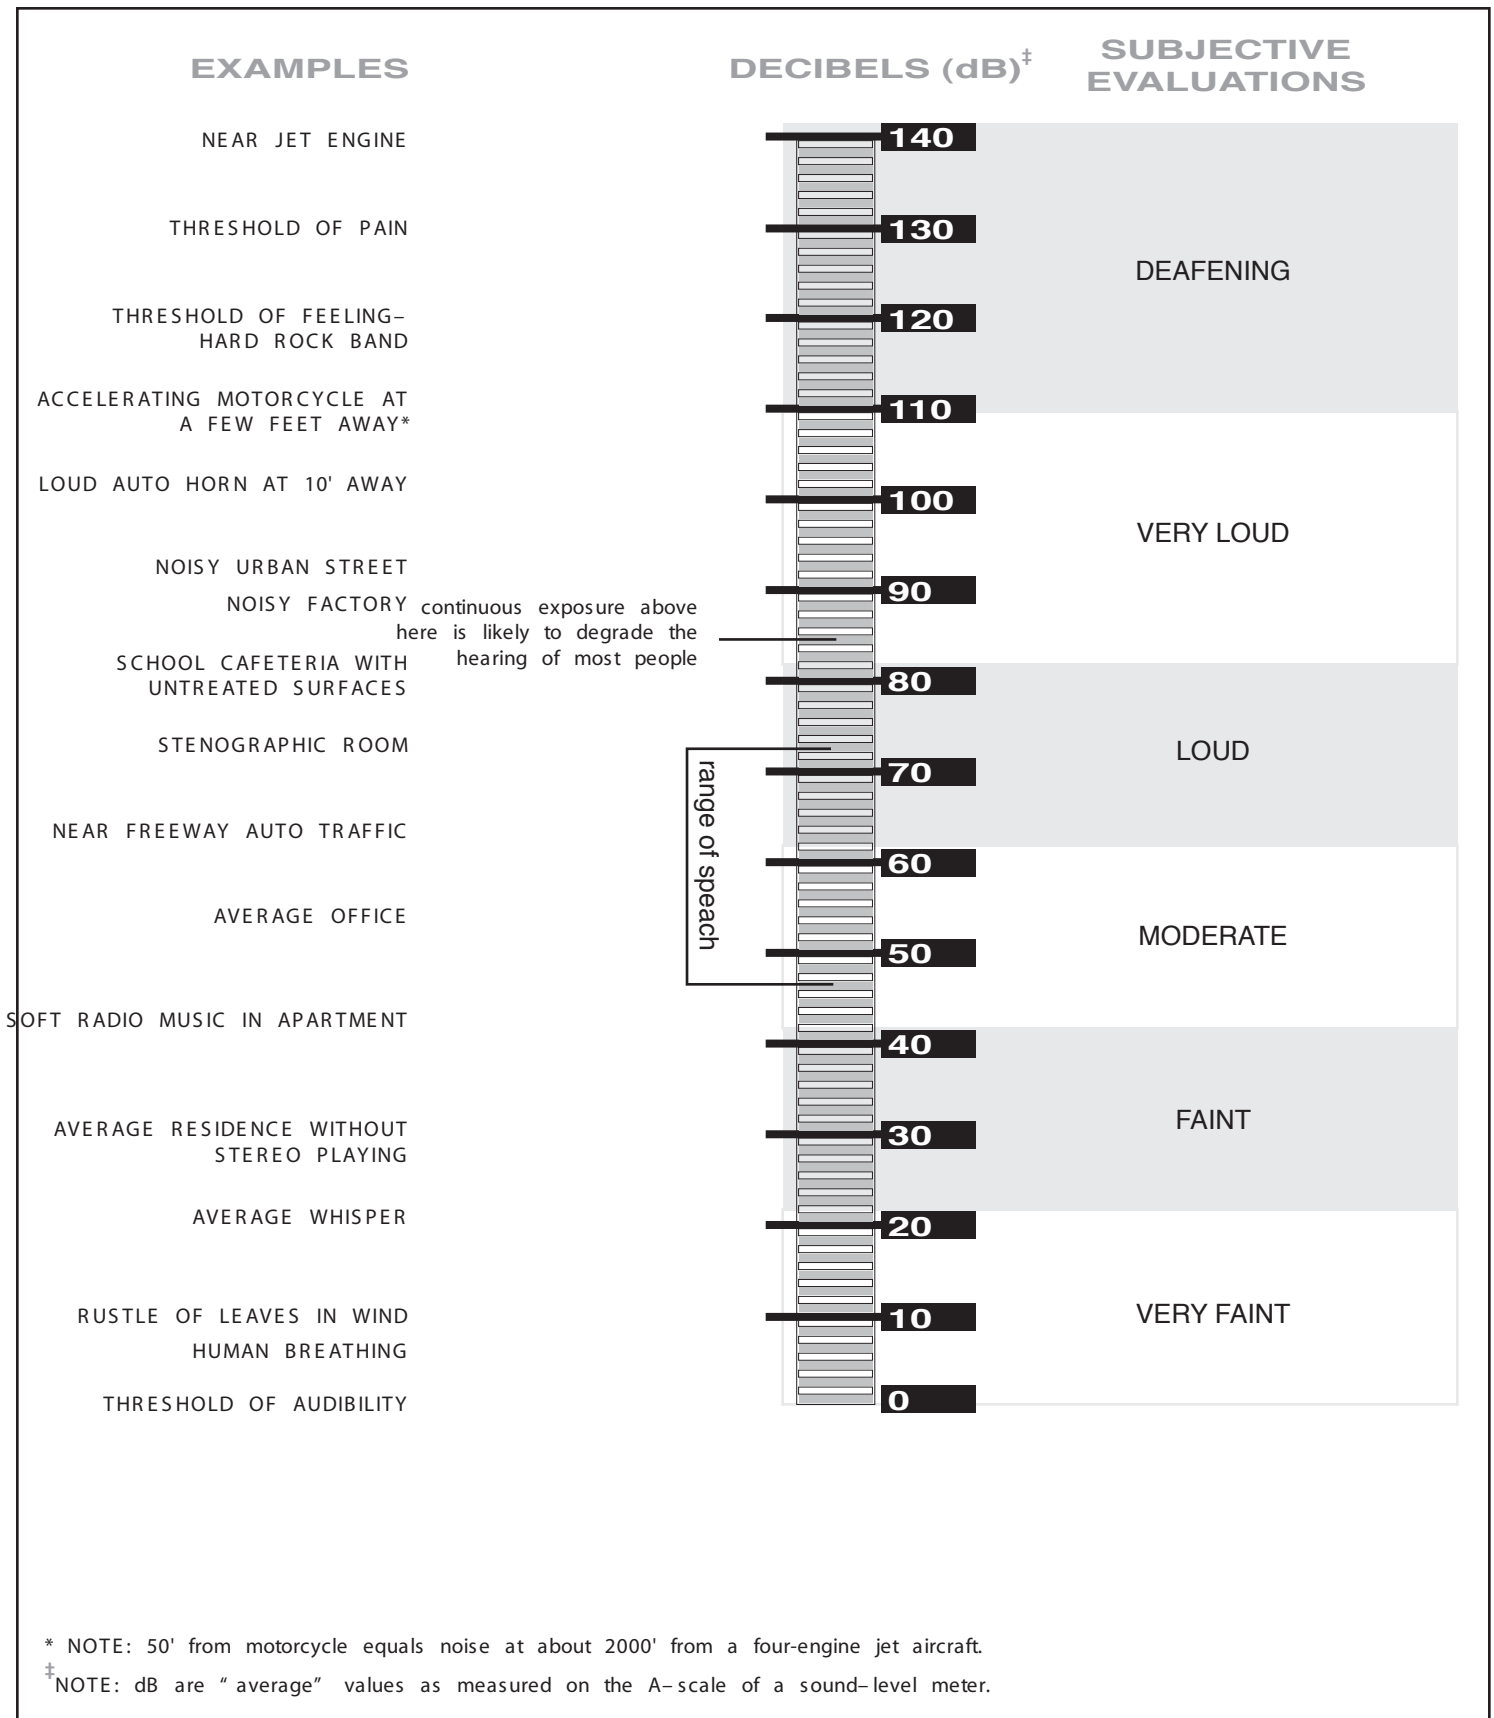 EXAMPLES
DECIBELS (dB)‡
SUBJECTIVE
EVALUATIONS
NEAR JET ENGINE
140
THRESHOLD OF PAIN
130
DEAFENING
THRESHOLD OF FEELING–
HARD ROCK BAND
120
ACCELERATING MOTORCYCLE AT
A FEW FEET AWAY*
110
LOUD AUTO HORN AT 10' AWAY
100
VERY LOUD
NOISY URBAN STREET
90
NOISY FACTORY
continuous exposure above
here is likely to degrade the
hearing of most people
SCHOOL CAFETERIA WITH
UNTREATED SURFACES
80
STENOGRAPHIC ROOM
LOUD
70
range of speach
NEAR FREEWAY AUTO TRAFFIC
60
AVERAGE OFFICE
MODERATE
50
SOFT RADIO MUSIC IN APARTMENT
40
FAINT
AVERAGE RESIDENCE WITHOUT
STEREO PLAYING
30
AVERAGE WHISPER
20
RUSTLE OF LEAVES IN WIND
10
VERY FAINT
HUMAN BREATHING
THRESHOLD OF AUDIBILITY
0
* NOTE: 50' from motorcycle equals noise at about 2000' from a four-engine jet aircraft.
‡NOTE: dB are “average” values as measured on the A–scale of a sound–level meter.